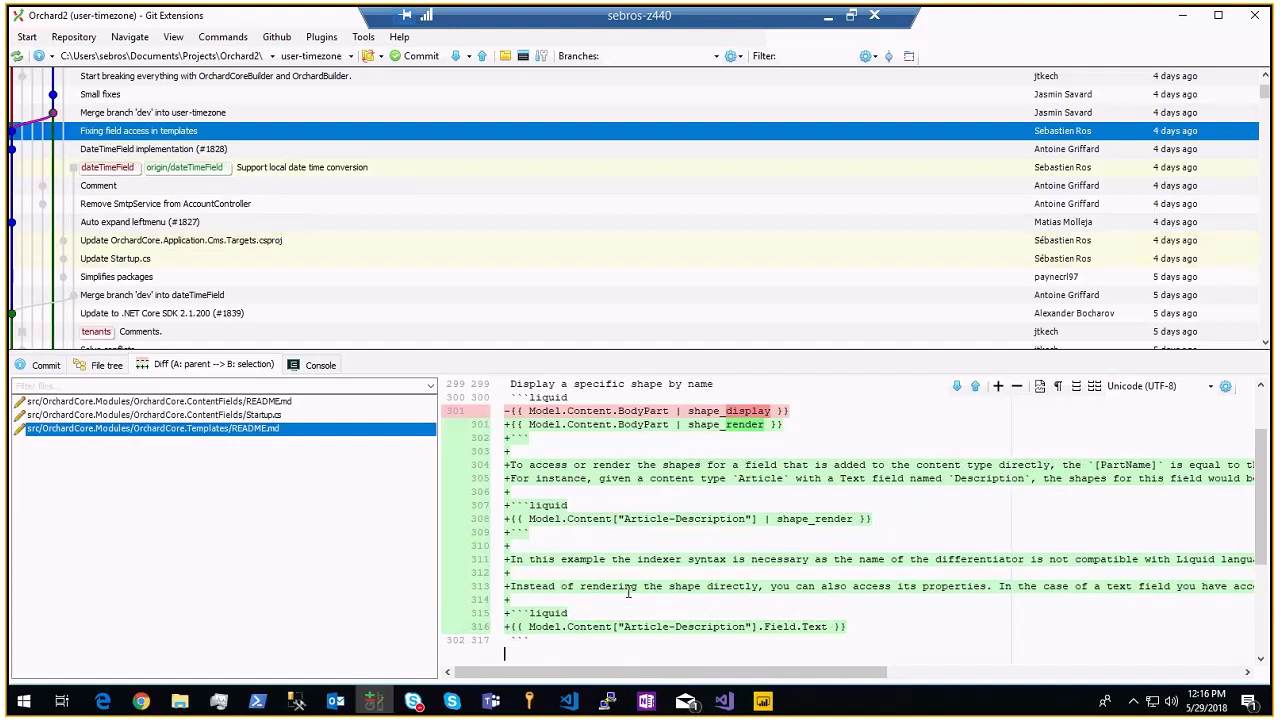 Orchard2 (user-timezone) - Git Extensions
sebros-z440
Start Repository Navigate View Commands Github Plugins Tools Help
C:\Users\sebros\Documents\Projects\Orchard2\ user-timezone Commit Branches: Filter:
Start breaking everything with OrchardCoreBuilder and OrchardBuilder. jtkech 4 days ago
Small fixes Jasmin Savard 4 days ago
Merge branch 'dev' into user-timezone Jasmin Savard 4 days ago
Fixing field access in templates Sebastien Ros 4 days ago
DateTimeField implementation (#1828) Antoine Griffard 4 days ago
dateTimeField origin/dateTimeField Support local date time conversion Sebastien Ros 4 days ago
Comment Antoine Griffard 4 days ago
Remove SmtpService from AccountController Antoine Griffard 4 days ago
Auto expand leftmenu (#1827) Matias Molleja 4 days ago
Update OrchardCore.Application.Cms.Targets.csproj Sébastien Ros 4 days ago
Update Startup.cs Sébastien Ros 4 days ago
Simplifies packages paynecrl97 5 days ago
Merge branch 'dev' into dateTimeField Antoine Griffard 5 days ago
Update to .NET Core SDK 2.1.200 (#1839) Alexander Bocharov 5 days ago
tenants Comments. jtkech 5 days ago
Commit File tree Diff (A: parent --> B: selection) Console
Filter files...
src/OrchardCore.Modules/OrchardCore.ContentFields/README.md
src/OrchardCore.Modules/OrchardCore.ContentFields/Startup.cs
src/OrchardCore.Modules/OrchardCore.Templates/README.md
Unicode (UTF-8)
299 299 Display a specific shape by name
300 300 ```liquid
301 -{{ Model.Content.BodyPart | shape_display }}
301 +{{ Model.Content.BodyPart | shape_render }}
302 +```
303 +
304 +To access or render the shapes for a field that is added to the content type directly, the `[PartName]` is equal to th
305 +For instance, given a content type `Article` with a Text field named `Description`, the shapes for this field would be
306 +
307 +```liquid
308 +{{ Model.Content["Article-Description"] | shape_render }}
309 +```
310 +
311 +In this example the indexer syntax is necessary as the name of the differentiator is not compatible with Liquid langu
312 +
313 +Instead of rendering the shape directly, you can also access its properties. In the case of a text field you have acc
314 +
315 +```liquid
316 +{{ Model.Content["Article-Description"].Field.Text }}
302 317 ```
12:16 PM
5/29/2018